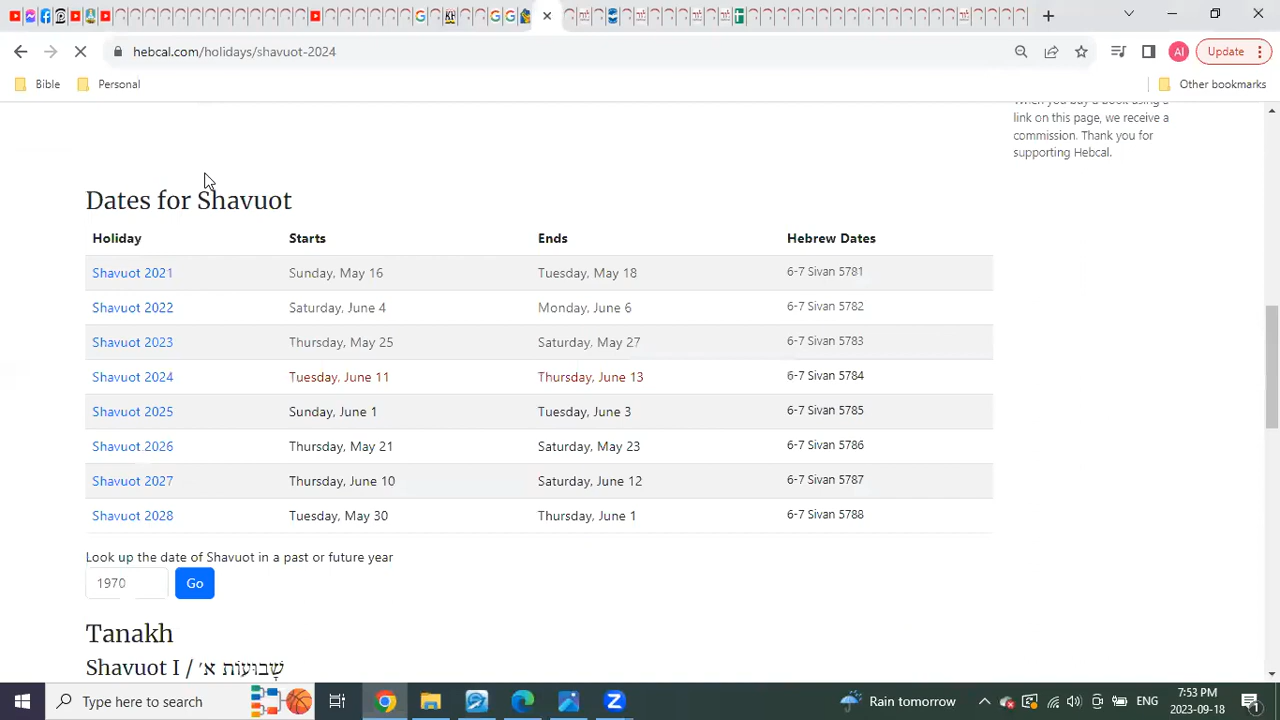 hebcal.com/holidays/shavuot-2024
AI
Update
Bible
Personal
Other bookmarks
When you buy a book using a
link on this page, we receive a
commission. Thank you for
supporting Hebcal.
Dates for Shavuot
Holiday Starts Ends Hebrew Dates
Shavuot 2021 Sunday, May 16 Tuesday, May 18 6-7 Sivan 5781
Shavuot 2022 Saturday, June 4 Monday, June 6 6-7 Sivan 5782
Shavuot 2023 Thursday, May 25 Saturday, May 27 6-7 Sivan 5783
Shavuot 2024 Tuesday, June 11 Thursday, June 13 6-7 Sivan 5784
Shavuot 2025 Sunday, June 1 Tuesday, June 3 6-7 Sivan 5785
Shavuot 2026 Thursday, May 21 Saturday, May 23 6-7 Sivan 5786
Shavuot 2027 Thursday, June 10 Saturday, June 12 6-7 Sivan 5787
Shavuot 2028 Tuesday, May 30 Thursday, June 1 6-7 Sivan 5788
Look up the date of Shavuot in a past or future year
1970 Go
Tanakh
Shavuot I / שָׁבוּעוֹת א׳
Type here to search
Rain tomorrow
ENG
7:53 PM
2023-09-18